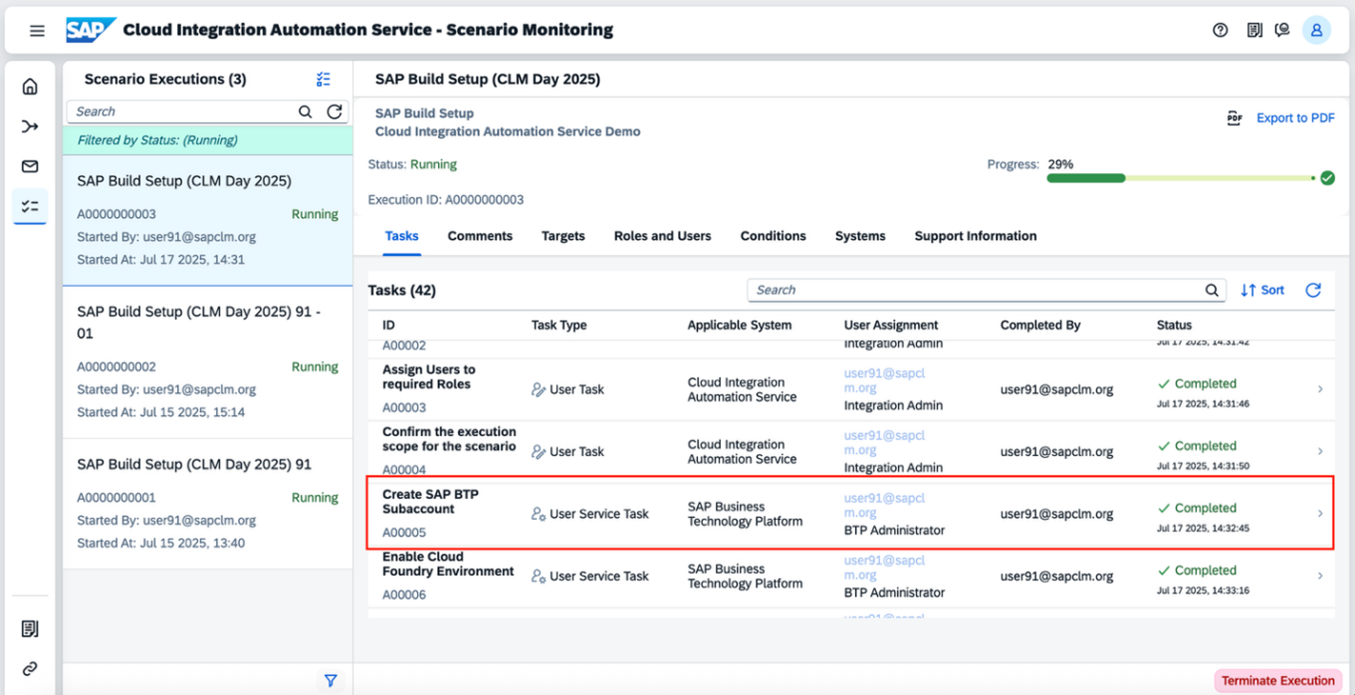 SAP Cloud Integration Automation Service - Scenario Monitoring
Scenario Executions (3)
Search
Filtered by Status: (Running)
SAP Build Setup (CLM Day 2025)
A0000000003 Running
Started By: user91@sapclm.org
Started At: Jul 17 2025, 14:31
SAP Build Setup (CLM Day 2025) 91 -
01
A0000000002 Running
Started By: user91@sapclm.org
Started At: Jul 15 2025, 15:14
SAP Build Setup (CLM Day 2025) 91
A0000000001 Running
Started By: user91@sapclm.org
Started At: Jul 15 2025, 13:40
SAP Build Setup (CLM Day 2025)
SAP Build Setup
Cloud Integration Automation Service Demo
PDF Export to PDF
Status: Running
Progress: 29%
Execution ID: A0000000003
Tasks Comments Targets Roles and Users Conditions Systems Support Information
Tasks (42)
Search
Sort
ID Task Type Applicable System User Assignment Completed By Status
A00002 Integration Admin Jul 17 2025, 14:31:42
Assign Users to
required Roles
A00003
User Task
Cloud Integration
Automation Service
user91@sapcl
m.org
Integration Admin
user91@sapclm.org
Completed
Jul 17 2025, 14:31:46
Confirm the execution
scope for the scenario
A00004
User Task
Cloud Integration
Automation Service
user91@sapcl
m.org
Integration Admin
user91@sapclm.org
Completed
Jul 17 2025, 14:31:50
Create SAP BTP
Subaccount
A00005
User Service Task
SAP Business
Technology Platform
user91@sapcl
m.org
BTP Administrator
user91@sapclm.org
Completed
Jul 17 2025, 14:32:45
Enable Cloud
Foundry Environment
A00006
User Service Task
SAP Business
Technology Platform
user91@sapcl
m.org
BTP Administrator
user91@sapclm.org
Completed
Jul 17 2025, 14:33:16
Terminate Execution